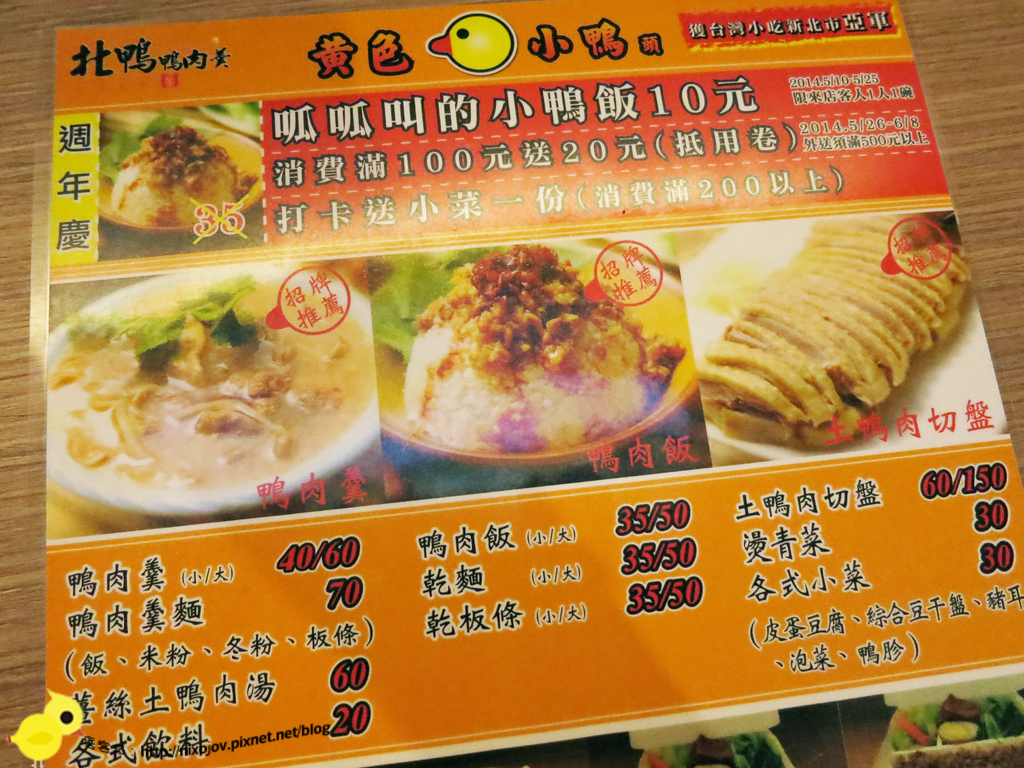 北鴨鴨肉羹
黃色小鴨頭
獲台灣小吃新北市亞軍
週年慶
35
呱呱叫的小鴨飯10元
2014.5/10-5/25
限來店客人1人1碗
消費滿100元送20元(抵用卷)
2014.5/26-6/8
外送須滿500元以上
打卡送小菜一份(消費滿200以上)
招牌推薦
鴨肉羹
招牌推薦
鴨肉飯
招牌推薦
土鴨肉切盤
鴨肉羹(小/大) 40/60
鴨肉羹麵 70
(飯、米粉、冬粉、板條)
薑絲土鴨肉湯 60
各式飲料 20
鴨肉飯(小/大) 35/50
乾麵(小/大) 35/50
乾板條(小/大) 35/50
土鴨肉切盤 60/150
燙青菜 30
各式小菜 30
(皮蛋豆腐、綜合豆干盤、豬耳
、泡菜、鴨胗)
http://nixojov.pixnet.net/blog